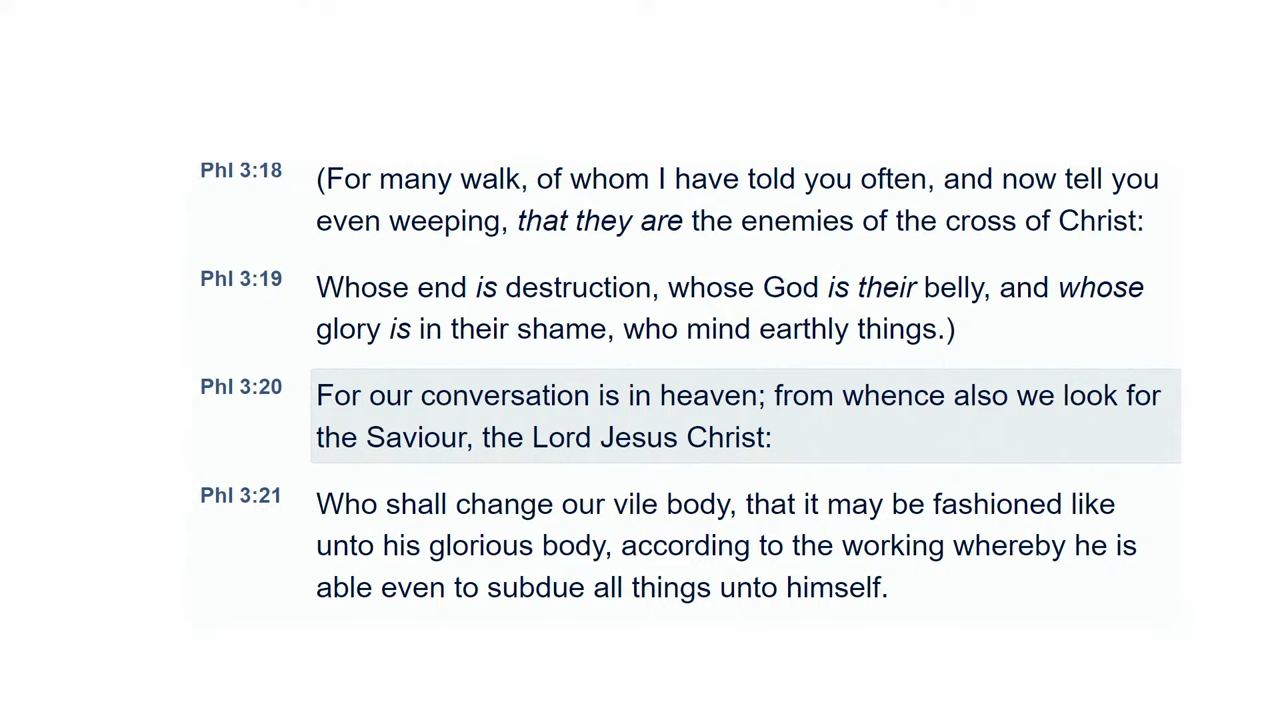 Phl 3:18 (For many walk, of whom I have told you often, and now tell you
even weeping, that they are the enemies of the cross of Christ:
Phl 3:19 Whose end is destruction, whose God is their belly, and whose
glory is in their shame, who mind earthly things.)
Phl 3:20 For our conversation is in heaven; from whence also we look for
the Saviour, the Lord Jesus Christ:
Phl 3:21 Who shall change our vile body, that it may be fashioned like
unto his glorious body, according to the working whereby he is
able even to subdue all things unto himself.